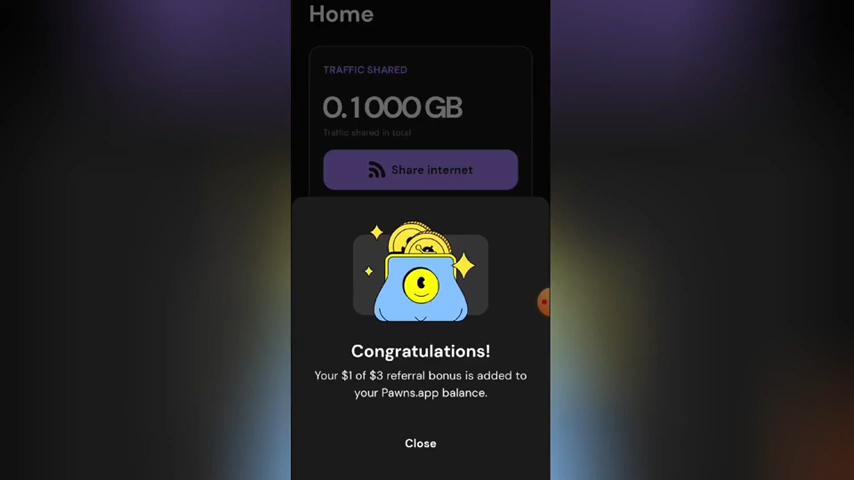 Home
TRAFFIC SHARED
0.1000 GB
Traffic shared in total
Share internet
Congratulations!
Your $1 of $3 referral bonus is added to
your Pawns.app balance.
Close